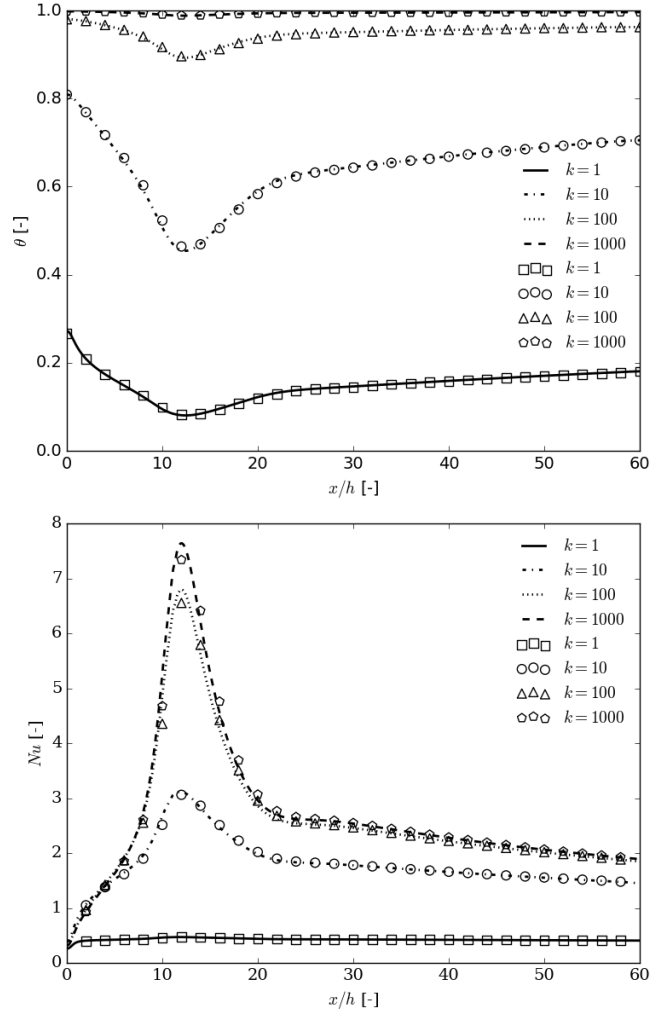 1.0
0.8
0.6
0.4
0.2
0.0
θ [-]
k = 1
k = 10
k = 100
k = 1000
k = 1
k = 10
k = 100
k = 1000
0 10 20 30 40 50 60
x/h [-]
8
7
6
5
4
3
2
1
0
Nu [-]
k = 1
k = 10
k = 100
k = 1000
k = 1
k = 10
k = 100
k = 1000
0 10 20 30 40 50 60
x/h [-]